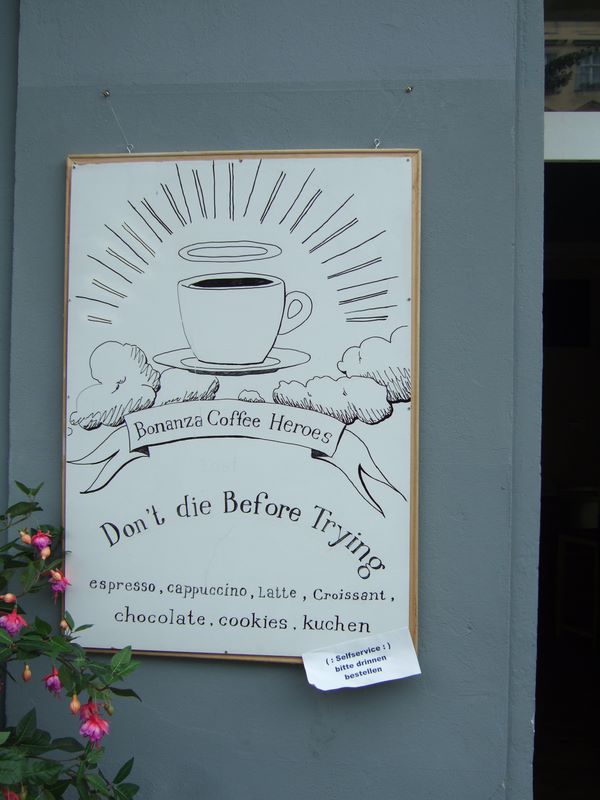 Bonanza Coffee Heroes
Don't die Before Trying
espresso, cappuccino, Latte, Croissant,
chocolate, cookies, kuchen
(: Selfservice :)
bitte drinnen
bestellen